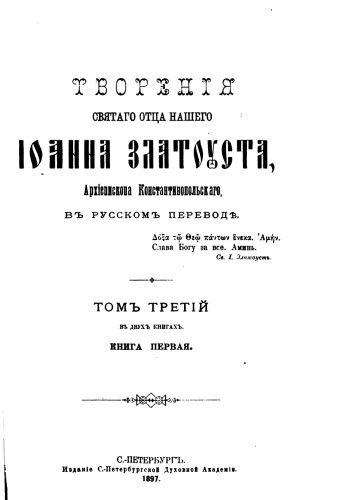 ТВОРЕНІЯ
СВЯТАГО ОТЦА НАШЕГО
ІОАННА ЗЛАТОꙋСТА,
Архіепископа Константинопольскаго,
ВЪ РУССКОМЪ ПЕРЕВОДѢ.
Δόξα τῷ Θεῷ πάντων ἕνεκα. Ἀμήν.
Слава Богу за все. Аминь.
Св. І. Златоустъ
ТОМЪ ТРЕТІЙ
ВЪ ДВУХЪ КНИГАХЪ.
КНИГА ПЕРВАЯ.
С.-ПЕТЕРБУРГЪ.
Изданіе С.-Петербургской Духовной Академіи.
1897.